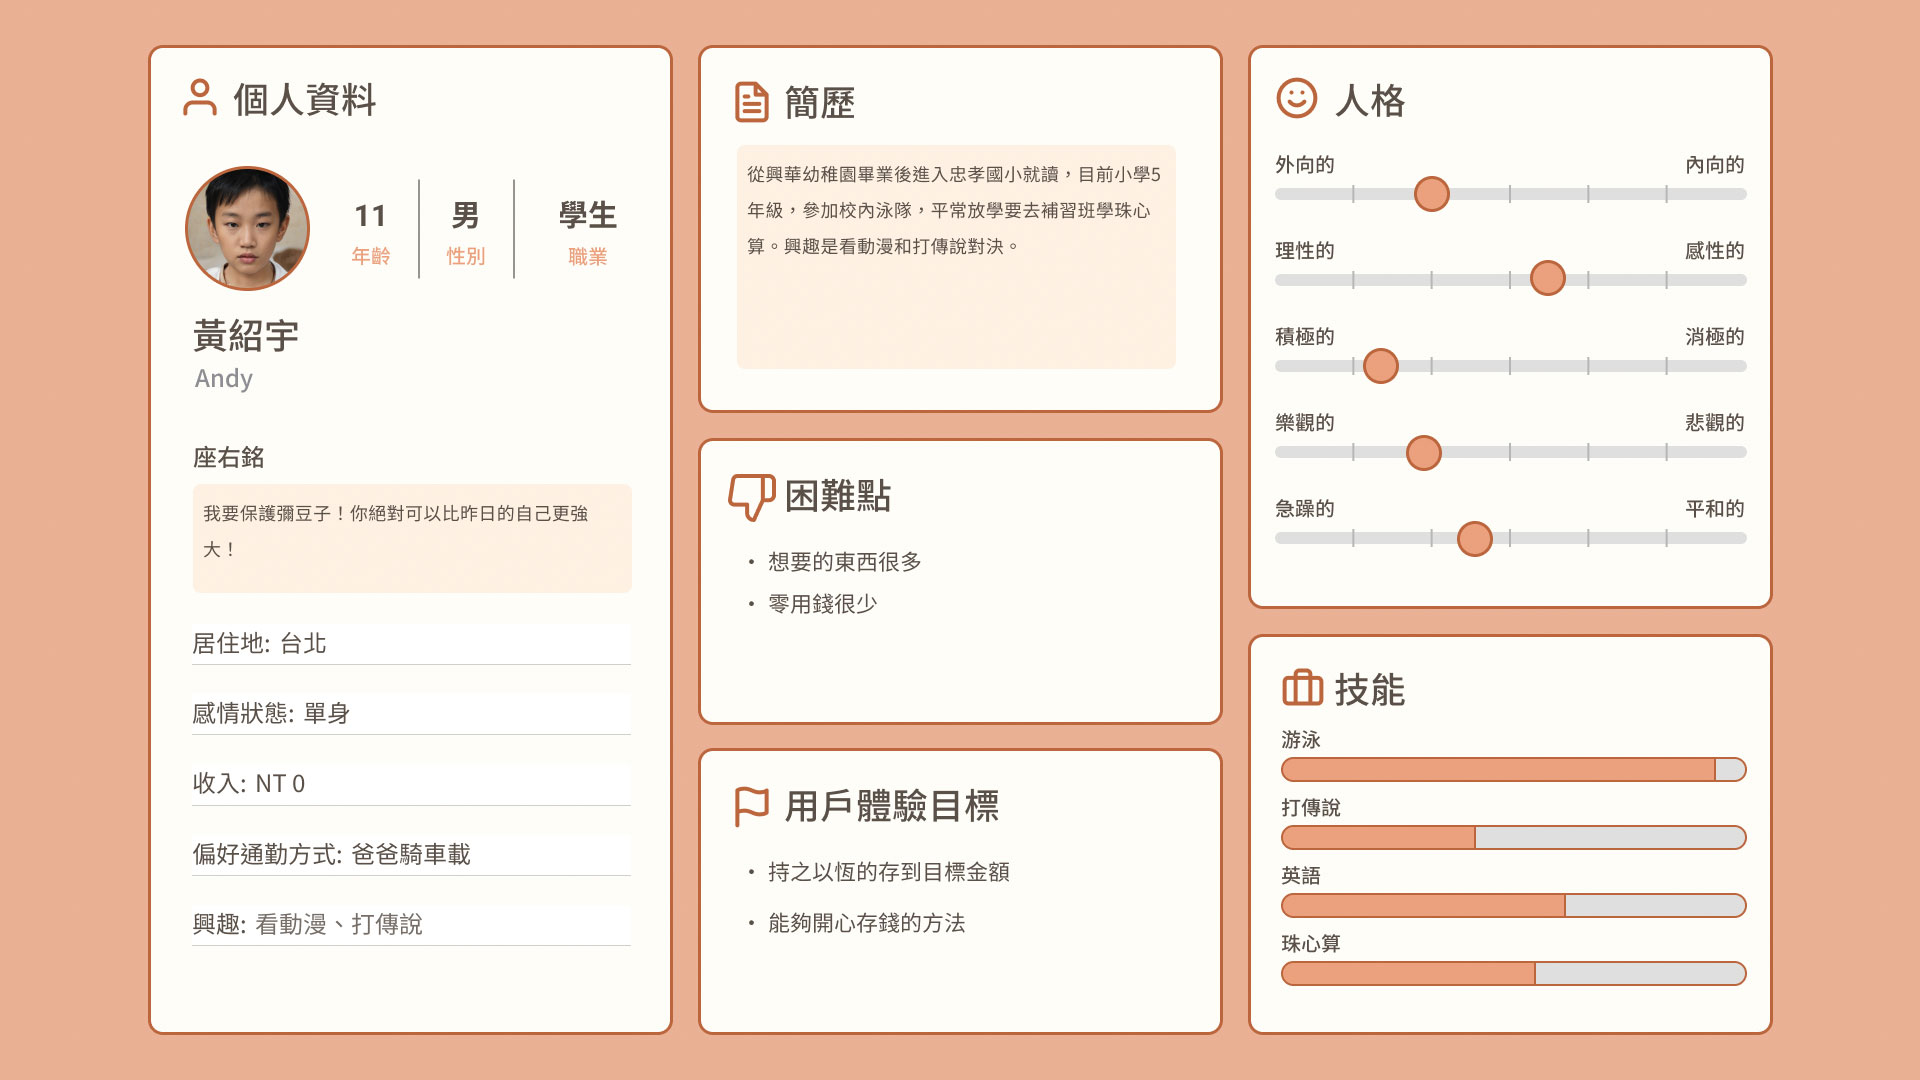 個人資料
11
年齡
男
性別
學生
職業
黃紹宇
Andy
座右銘
我要保護彌豆子！你絕對可以比昨日的自己更強
大！
居住地: 台北
感情狀態: 單身
收入: NT 0
偏好通勤方式: 爸爸騎車載
興趣: 看動漫、打傳說
簡歷
從興華幼稚園畢業後進入忠孝國小就讀，目前小學5
年級，參加校內泳隊，平常放學要去補習班學珠心
算。興趣是看動漫和打傳說對決。
困難點
• 想要的東西很多
• 零用錢很少
用戶體驗目標
• 持之以恆的存到目標金額
• 能夠開心存錢的方法
人格
外向的 內向的
理性的 感性的
積極的 消極的
樂觀的 悲觀的
急躁的 平和的
技能
游泳
打傳說
英語
珠心算